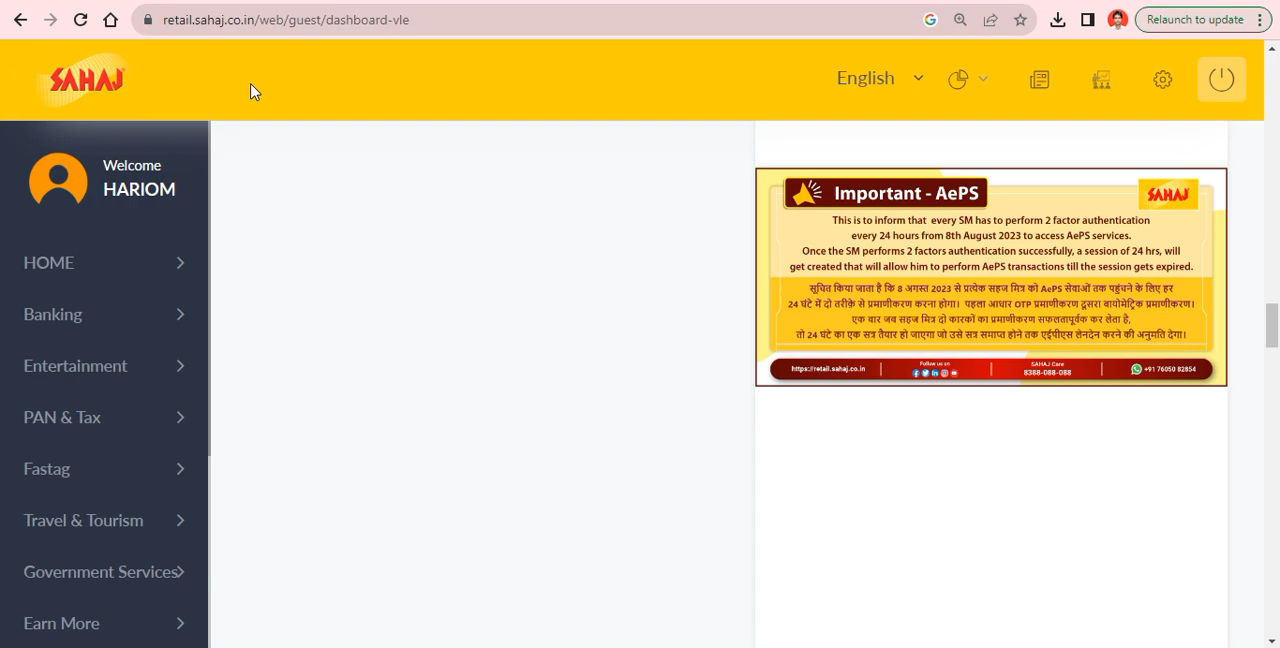 retail.sahaj.co.in/web/guest/dashboard-vle
Relaunch to update
SAHAJ
English
Welcome
HARIOM
HOME
Banking
Entertainment
PAN & Tax
Fastag
Travel & Tourism
Government Services
Earn More
Important - AePS
SAHAJ
This is to inform that every SM has to perform 2 factor authentication
every 24 hours from 8th August 2023 to access AePS services.
Once the SM performs 2 factors authentication successfully, a session of 24 hrs, will
get created that will allow him to perform AePS transactions till the session gets expired.
सूचित किया जाता है कि 8 अगस्त 2023 से प्रत्येक सहज मित्र को AePS सेवाओं तक पहुंचने के लिए हर
24 घंटे में दो तरीक़े से प्रमाणीकरण करना होगा। पहला आधार OTP प्रमाणीकरण दूसरा बायोमेट्रिक प्रमाणीकरण।
एक बार जब सहज मित्र दो कारकों का प्रमाणीकरण सफलतापूर्वक कर लेता है,
तो 24 घंटे का एक सत्र तैयार हो जाएगा जो उसे सत्र समाप्त होने तक एईपीएस लेनदेन करने की अनुमति देगा।
https://retail.sahaj.co.in
Follow us on
SAHAJ Care
8388-088-088
+91 76050 82854